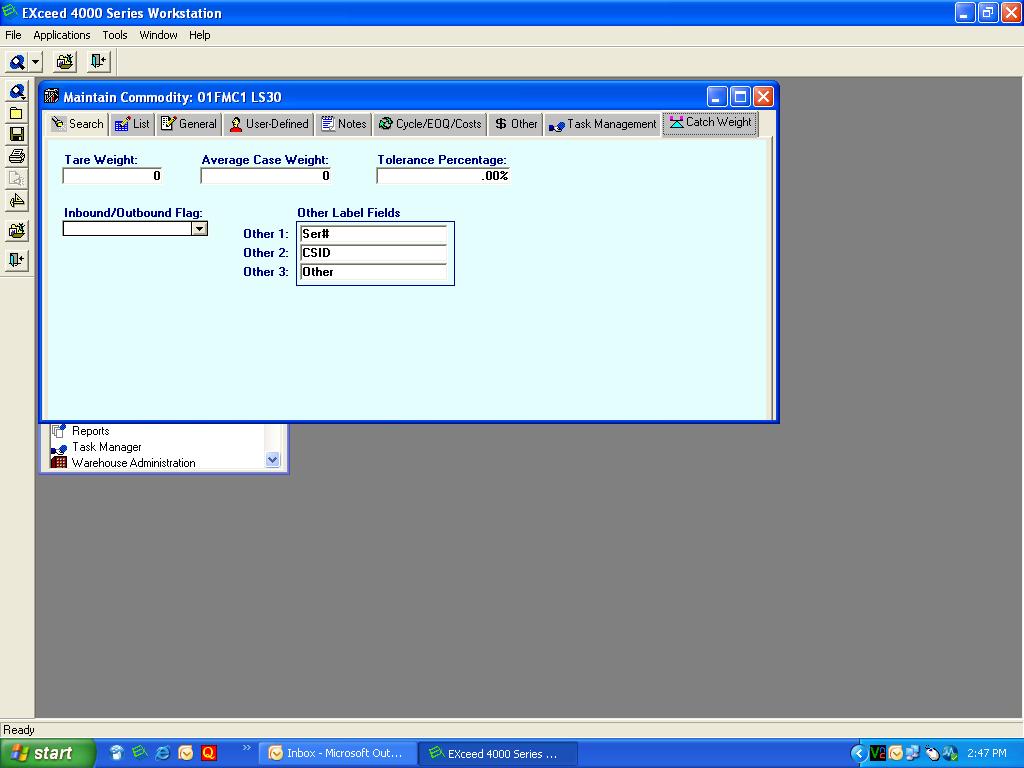 EXceed 4000 Series Workstation
File Applications Tools Window Help
Maintain Commodity: 01FMC1 LS30
Search List General User-Defined Notes Cycle/EOQ/Costs $ Other Task Management Catch Weight
Tare Weight: Average Case Weight: Tolerance Percentage:
0 0 .00%
Inbound/Outbound Flag: Other Label Fields
Other 1: Ser#
Other 2: CSID
Other 3: Other
Reports
Task Manager
Warehouse Administration
Ready
start Inbox - Microsoft Out... EXceed 4000 Series ... 2:47 PM